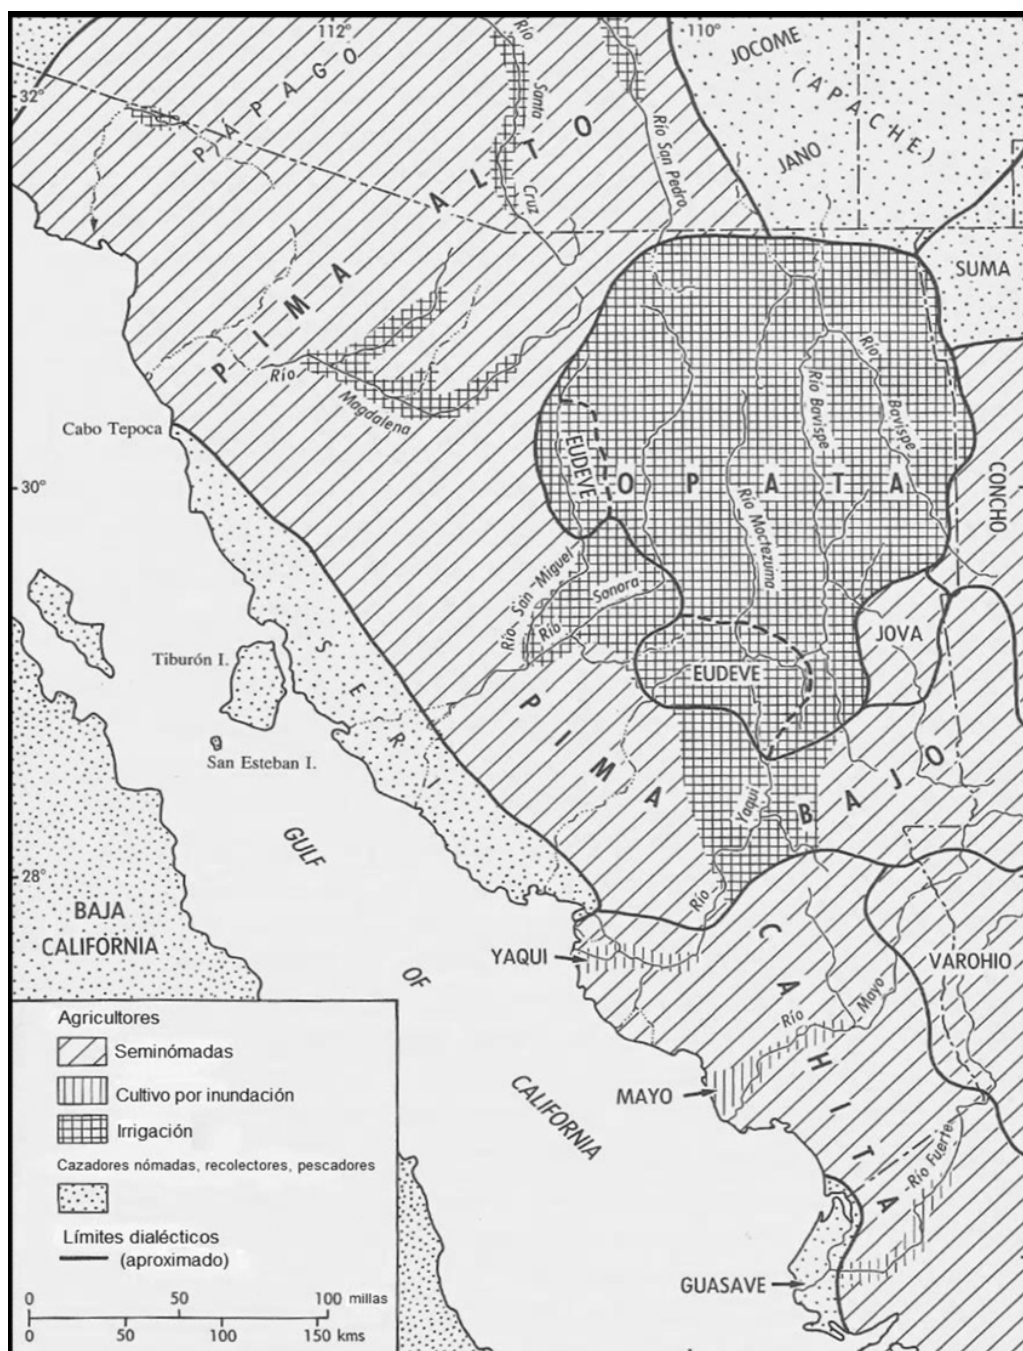 112°
110°
32°
JOCOME
( APACHE )
JANO
PAPAGO
Río
Santa
Cruz
Río San Pedro
PIMA ALTO
SUMA
Río
Magdalena
Cabo Tepoca
Río Bavispe
Río
Bavispe
EUDEVE
OPATA
30°
CONCHO
Río Moctezuma
Río San Miguel
Río
Sonora
JOVA
Tiburón I.
SERI
EUDEVE
San Esteban I.
PIMA BAJO
Río
Yaqui
28°
GULF
OF
CALIFORNIA
BAJA
CALIFORNIA
YAQUI
CAHITA
VAROHIO
Río
Mayo
MAYO
Río Fuerte
GUASAVE
Agricultores
Seminómadas
Cultivo por inundación
Irrigación
Cazadores nómadas, recolectores, pescadores
Límites dialécticos
(aproximado)
0 50 100 millas
0 50 100 150 kms